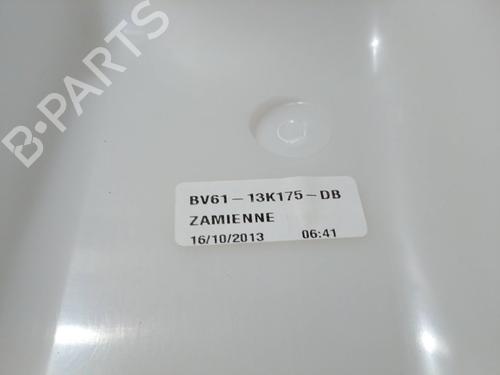 B-PARTS
BV61-13K175-DB
ZAMIENNE
16/10/2013 06:41